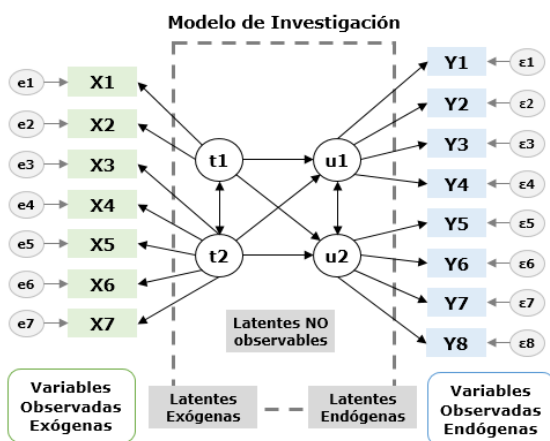 Modelo de Investigación
e1 X1 Y1 ε1
e2 X2 Y2 ε2
e3 X3 t1 u1 Y3 ε3
e4 X4 Y4 ε4
e5 X5 t2 u2 Y5 ε5
e6 X6 Y6 ε6
e7 X7 Y7 ε7
Latentes NO
observables
Y8 ε8
Variables
Observadas
Exógenas
Latentes
Exógenas
Latentes
Endógenas
Variables
Observadas
Endógenas